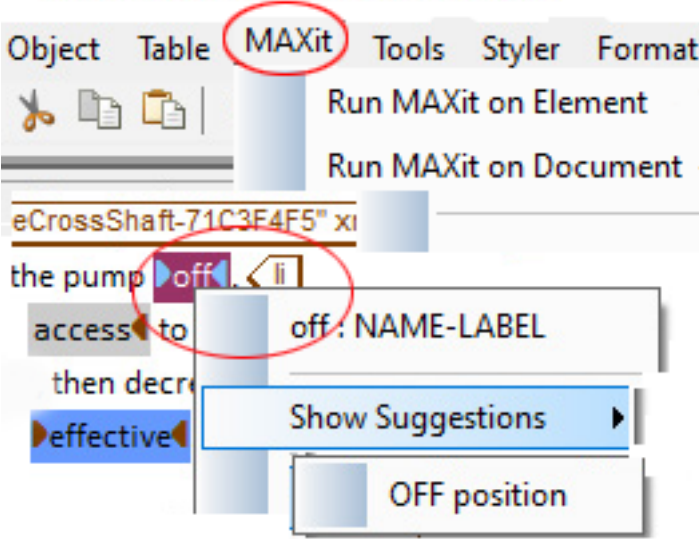 Object Table MAXit Tools Styler Format
Run MAXit on Element
Run MAXit on Document
eCrossShaft-71C3F4F5" xı
the pump off . li
access to
off : NAME-LABEL
then decre
Show Suggestions
effective
OFF position